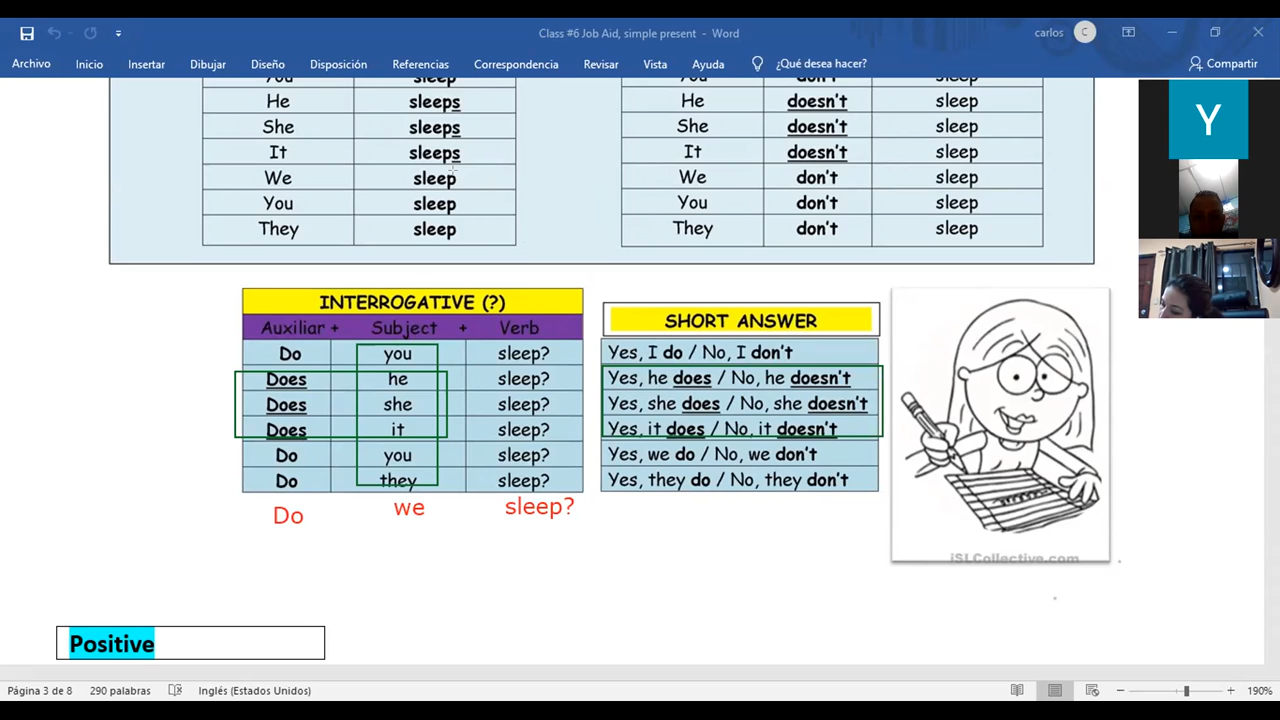 Class #6 Job Aid, simple present - Word
carlos
C
Archivo Inicio Insertar Dibujar Diseño Disposición Referencias Correspondencia Revisar Vista Ayuda ¿Qué desea hacer? Compartir
Y
You sleep You don't sleep
He sleeps He doesn't sleep
She sleeps She doesn't sleep
It sleeps It doesn't sleep
We sleep We don't sleep
You sleep You don't sleep
They sleep They don't sleep
INTERROGATIVE (?)
Auxiliar + Subject + Verb
Do you sleep?
Does he sleep?
Does she sleep?
Does it sleep?
Do you sleep?
Do they sleep?
Do we sleep?
SHORT ANSWER
Yes, I do / No, I don't
Yes, he does / No, he doesn't
Yes, she does / No, she doesn't
Yes, it does / No, it doesn't
Yes, we do / No, we don't
Yes, they do / No, they don't
iSLCollective.com
Positive
Página 3 de 8 290 palabras Inglés (Estados Unidos) 190%